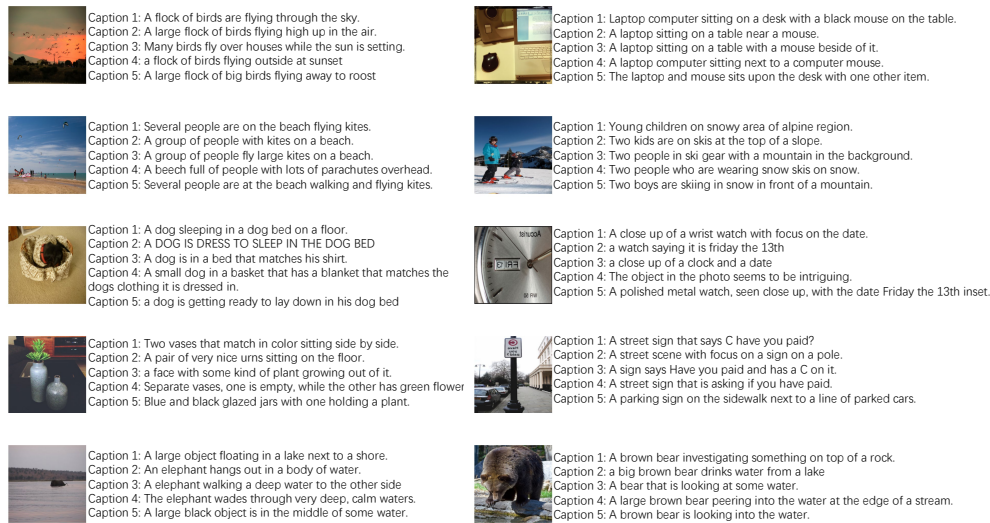 Caption 1: A flock of birds are flying through the sky.
Caption 2: A large flock of birds flying high up in the air.
Caption 3: Many birds fly over houses while the sun is setting.
Caption 4: a flock of birds flying outside at sunset
Caption 5: A large flock of big birds flying away to roost
Caption 1: Laptop computer sitting on a desk with a black mouse on the table.
Caption 2: A laptop sitting on a table near a mouse.
Caption 3: A laptop sitting on a table with a mouse beside of it.
Caption 4: A laptop computer sitting next to a computer mouse.
Caption 5: The laptop and mouse sits upon the desk with one other item.
Caption 1: Several people are on the beach flying kites.
Caption 2: A group of people with kites on a beach.
Caption 3: A group of people fly large kites on a beach.
Caption 4: A beech full of people with lots of parachutes overhead.
Caption 5: Several people are at the beach walking and flying kites.
Caption 1: Young children on snowy area of alpine region.
Caption 2: Two kids are on skis at the top of a slope.
Caption 3: Two people in ski gear with a mountain in the background.
Caption 4: Two people who are wearing snow skis on snow.
Caption 5: Two boys are skiing in snow in front of a mountain.
Caption 1: A dog sleeping in a dog bed on a floor.
Caption 2: A DOG IS DRESS TO SLEEP IN THE DOG BED
Caption 3: A dog is in a bed that matches his shirt.
Caption 4: A small dog in a basket that has a blanket that matches the
dogs clothing it is dressed in.
Caption 5: a dog is getting ready to lay down in his dog bed
Accutist
FRI 13
Caption 1: A close up of a wrist watch with focus on the date.
Caption 2: a watch saying it is friday the 13th
Caption 3: a close up of a clock and a date
Caption 4: The object in the photo seems to be intriguing.
Caption 5: A polished metal watch, seen close up, with the date Friday the 13th inset.
Caption 1: Two vases that match in color sitting side by side.
Caption 2: A pair of very nice urns sitting on the floor.
Caption 3: a face with some kind of plant growing out of it.
Caption 4: Separate vases, one is empty, while the other has green flower
Caption 5: Blue and black glazed jars with one holding a plant.
Caption 1: A street sign that says C have you paid?
Caption 2: A street scene with focus on a sign on a pole.
Caption 3: A sign says Have you paid and has a C on it.
Caption 4: A street sign that is asking if you have paid.
Caption 5: A parking sign on the sidewalk next to a line of parked cars.
Caption 1: A large object floating in a lake next to a shore.
Caption 2: An elephant hangs out in a body of water.
Caption 3: A elephant walking a deep water to the other side
Caption 4: The elephant wades through very deep, calm waters.
Caption 5: A large black object is in the middle of some water.
Caption 1: A brown bear investigating something on top of a rock.
Caption 2: a big brown bear drinks water from a lake
Caption 3: A bear that is looking at some water.
Caption 4: A large brown bear peering into the water at the edge of a stream.
Caption 5: A brown bear is looking into the water.